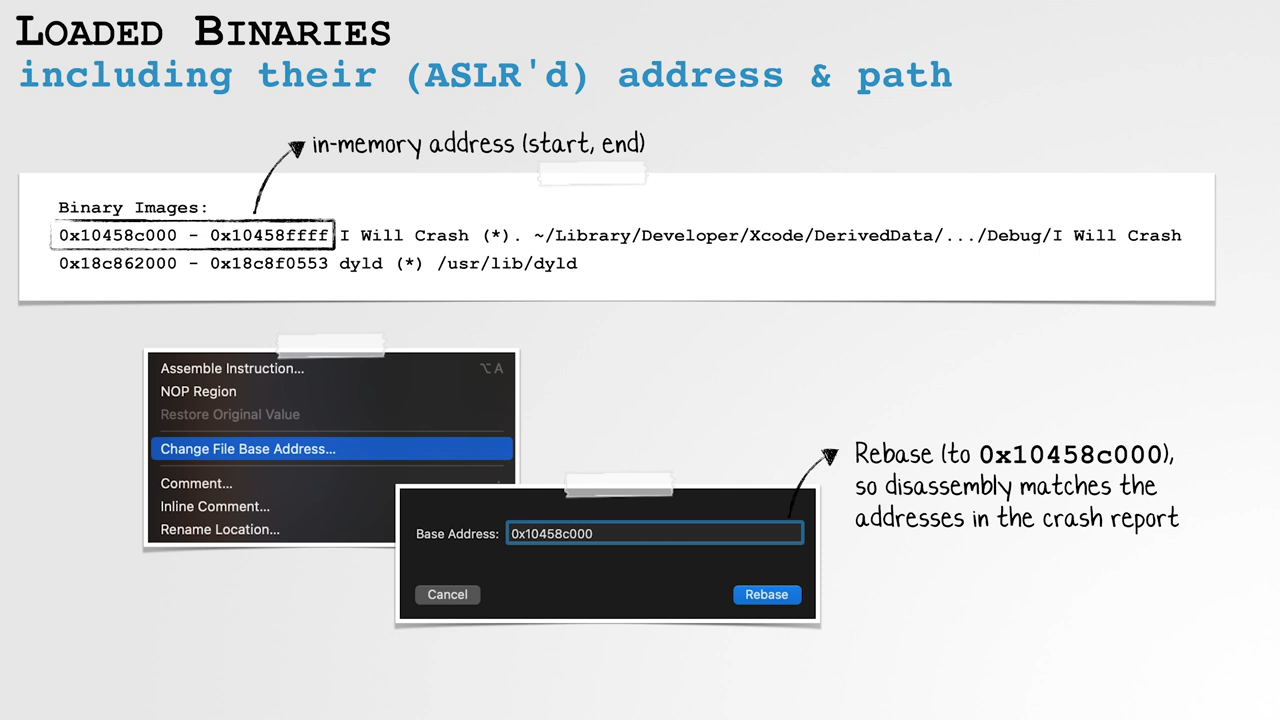 Loaded Binaries
including their (ASLR'd) address & path
in-memory address (start, end)
Binary Images:
0x10458c000 - 0x10458ffff I Will Crash (*). ~/Library/Developer/Xcode/DerivedData/.../Debug/I Will Crash
0x18c862000 - 0x18c8f0553 dyld (*) /usr/lib/dyld
Assemble Instruction... ⌥ A
NOP Region
Restore Original Value
Change File Base Address...
Comment...
Inline Comment...
Rename Location...
Base Address: 0x10458c000
Cancel Rebase
Rebase (to 0x10458c000),
so disassembly matches the
addresses in the crash report